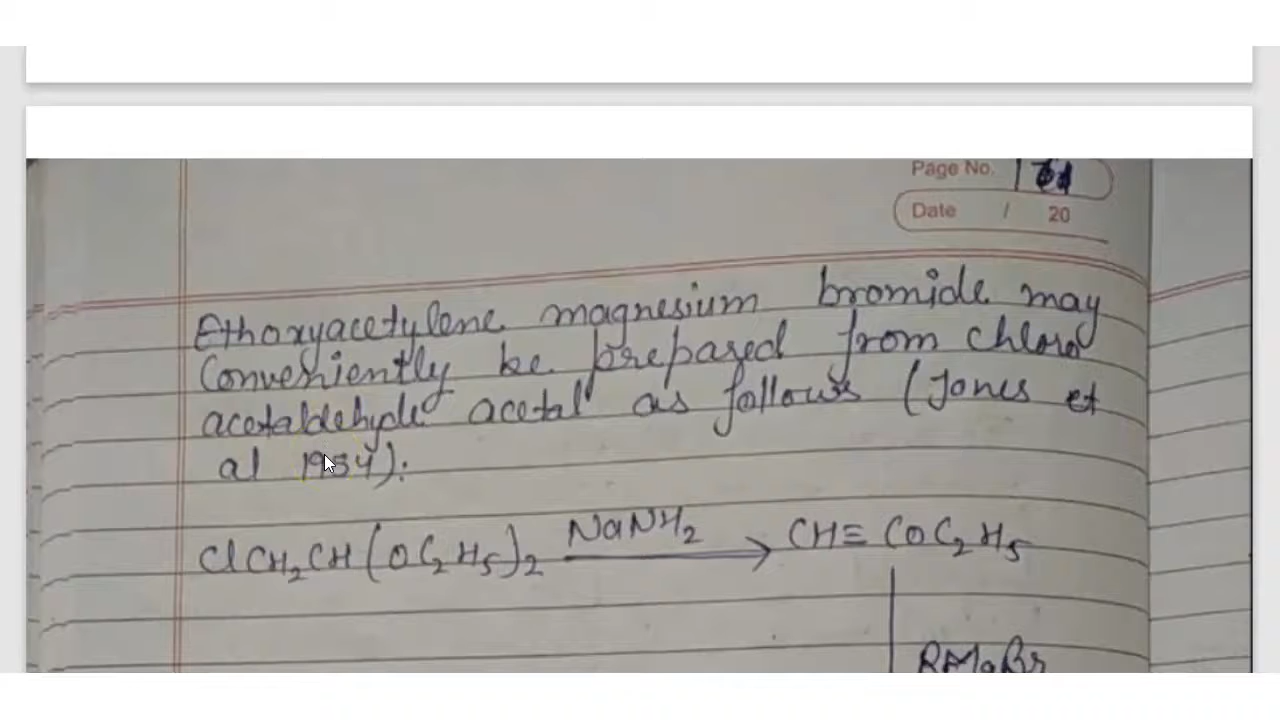 Page No.
Date / 20
Ethoxyacetylene magnesium bromide may
Conveniently be prepared from chloro
acetaldehyde acetal as follows (Jones et
al 1954).
ClCH₂CH(OC₂H₅)₂ NaNH₂ → CH≡COC₂H₅
RMgBr